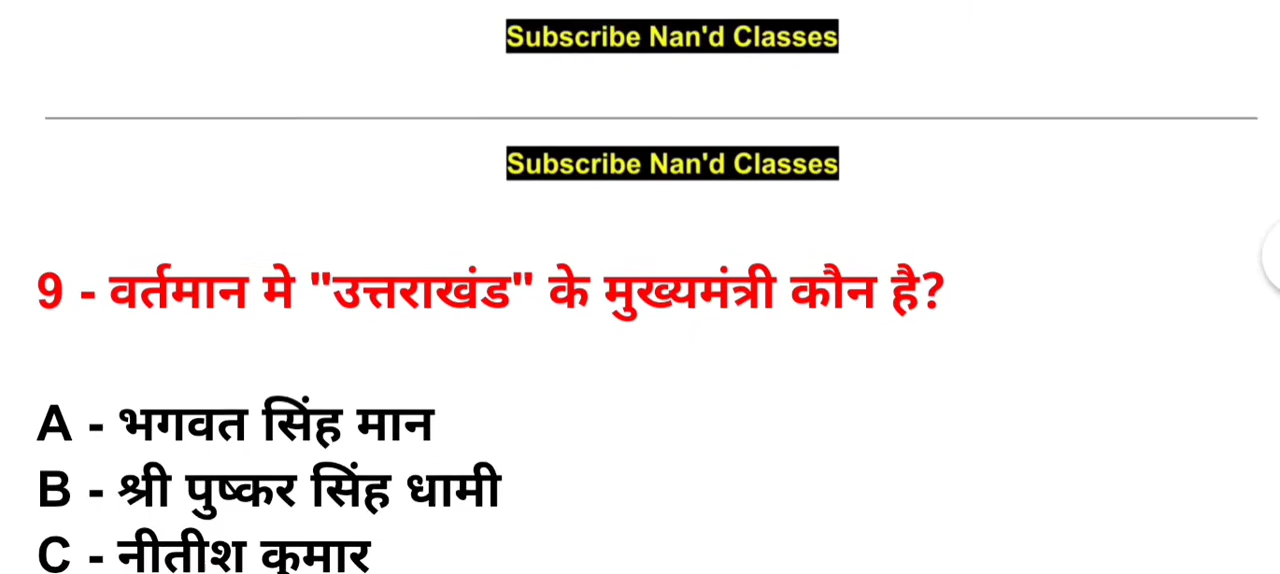 Subscribe Nan'd Classes
Subscribe Nan'd Classes
9 - वर्तमान मे "उत्तराखंड" के मुख्यमंत्री कौन है?
A - भगवत सिंह मान
B - श्री पुष्कर सिंह धामी
C - नीतीश कुमार